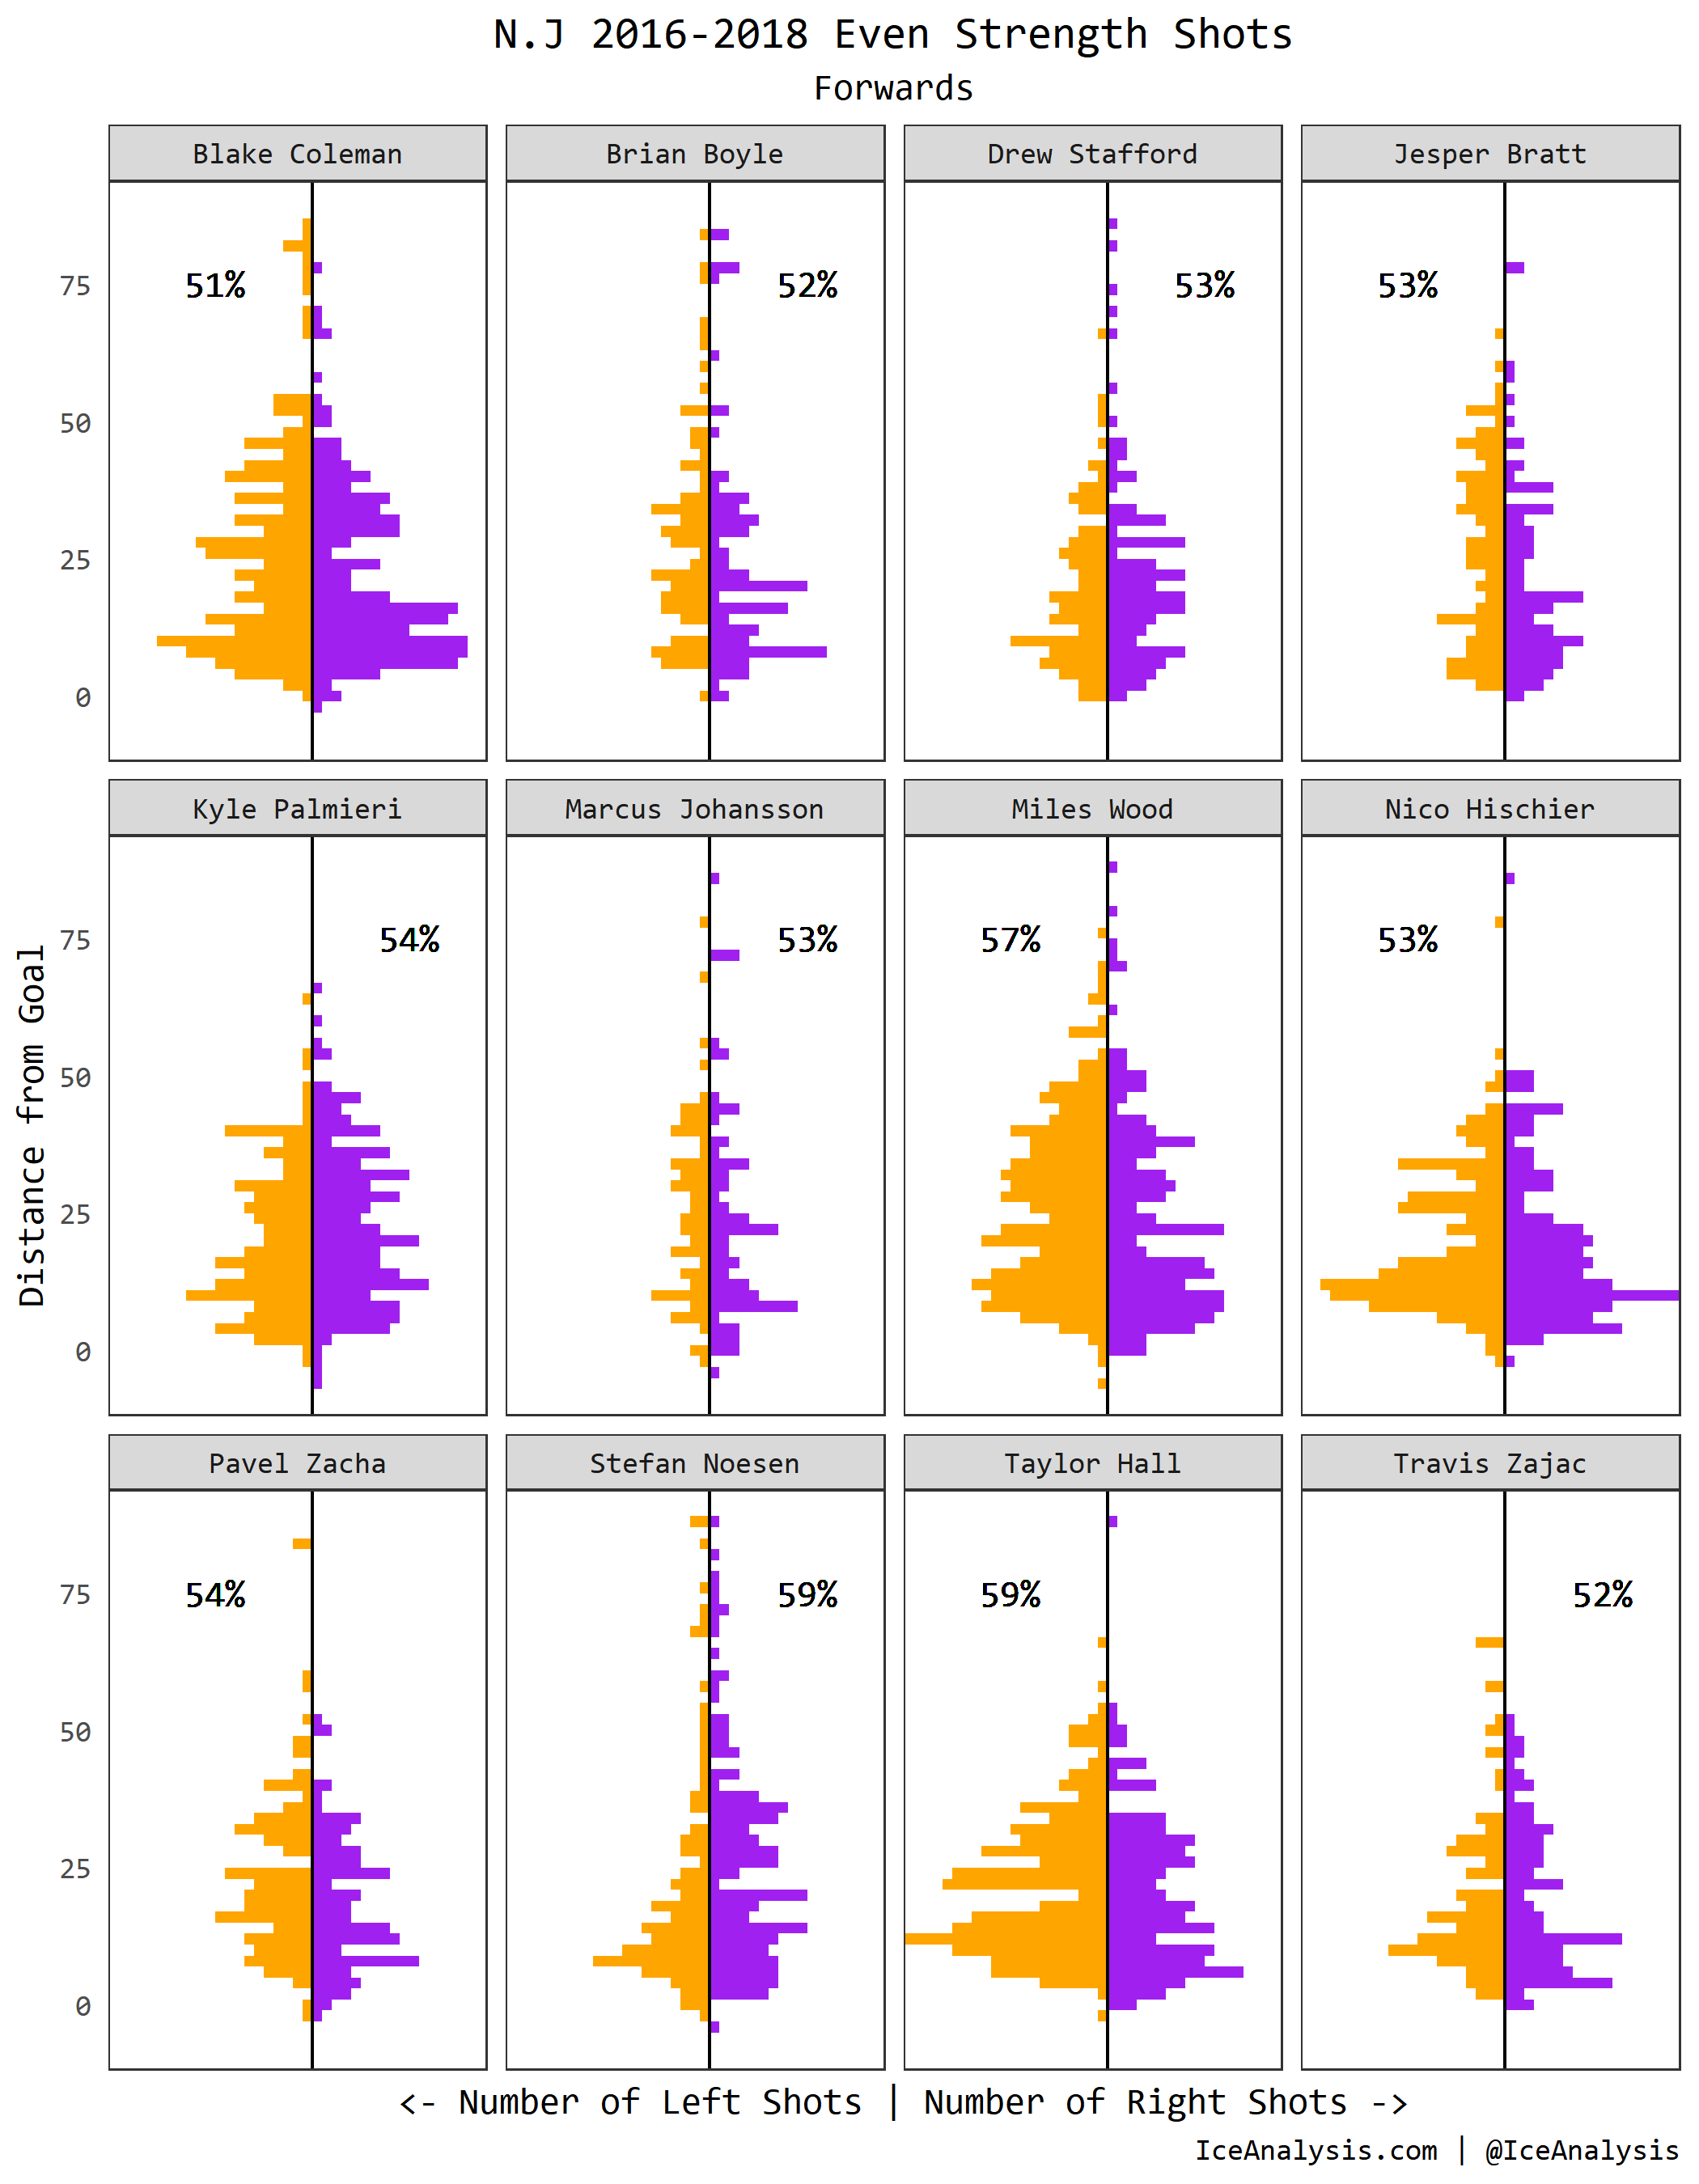 N.J 2016-2018 Even Strength Shots
Forwards
Blake Coleman
Brian Boyle
Drew Stafford
Jesper Bratt
51%
52%
53%
53%
75
50
25
0
Kyle Palmieri
Marcus Johansson
Miles Wood
Nico Hischier
54%
53%
57%
53%
75
50
25
0
Distance from Goal
Pavel Zacha
Stefan Noesen
Taylor Hall
Travis Zajac
54%
59%
59%
52%
75
50
25
0
<- Number of Left Shots | Number of Right Shots ->
IceAnalysis.com | @IceAnalysis